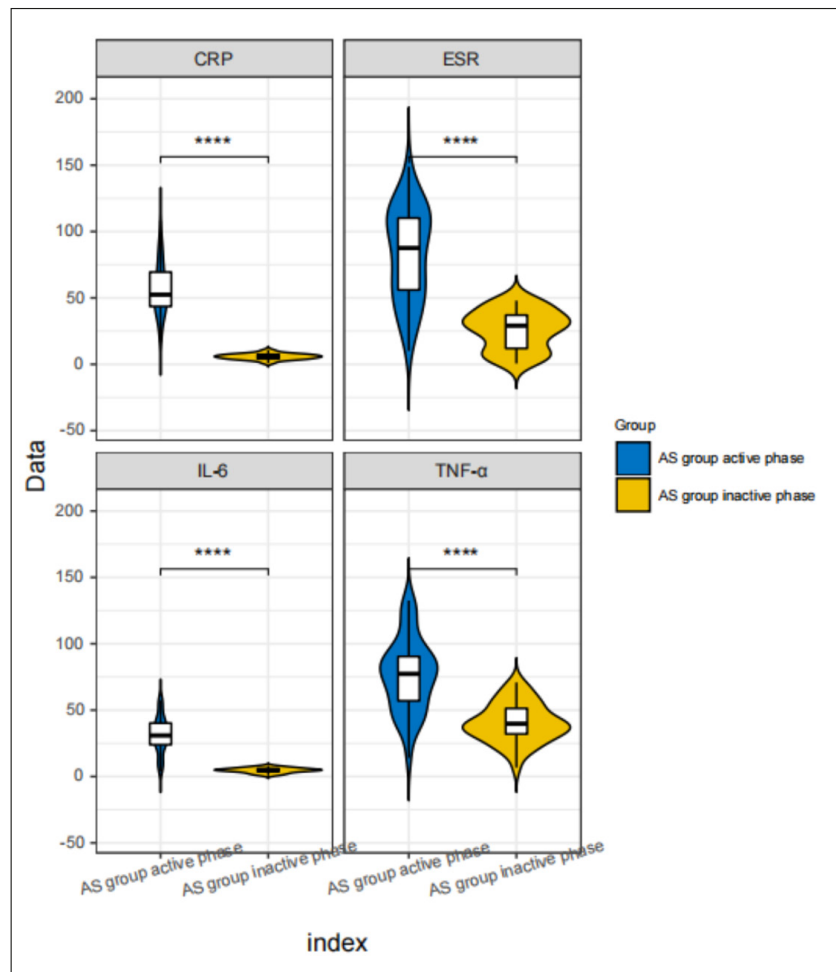 CRP
ESR
200
150
100
50
0
-50
****
****
Data
IL-6
TNF-α
200
150
100
50
0
-50
****
****
AS group active phase
AS group inactive phase
AS group active phase
AS group inactive phase
index
Group
AS group active phase
AS group inactive phase